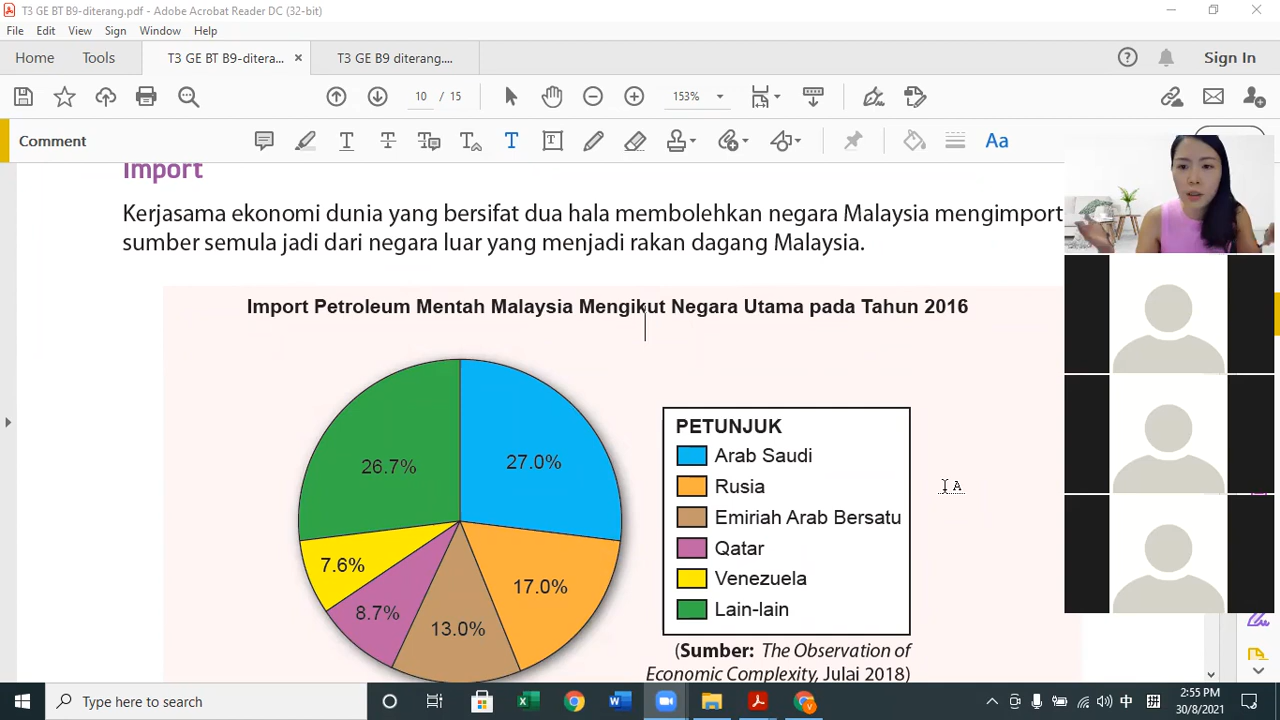 T3 GE BT B9-diterang.pdf - Adobe Acrobat Reader DC (32-bit)
File Edit View Sign Window Help
Home Tools T3 GE BT B9-ditera... × T3 GE B9 diterang.... Sign In
10 / 15 153%
Comment
Import
Kerjasama ekonomi dunia yang bersifat dua hala membolehkan negara Malaysia mengimport
sumber semula jadi dari negara luar yang menjadi rakan dagang Malaysia.
Import Petroleum Mentah Malaysia Mengikut Negara Utama pada Tahun 2016
26.7% 27.0%
7.6% 17.0%
8.7% 13.0%
PETUNJUK
Arab Saudi
Rusia
Emiriah Arab Bersatu
Qatar
Venezuela
Lain-lain
(Sumber: The Observation of
Economic Complexity, Julai 2018)
Type here to search
中 拼 2:55 PM
30/8/2021